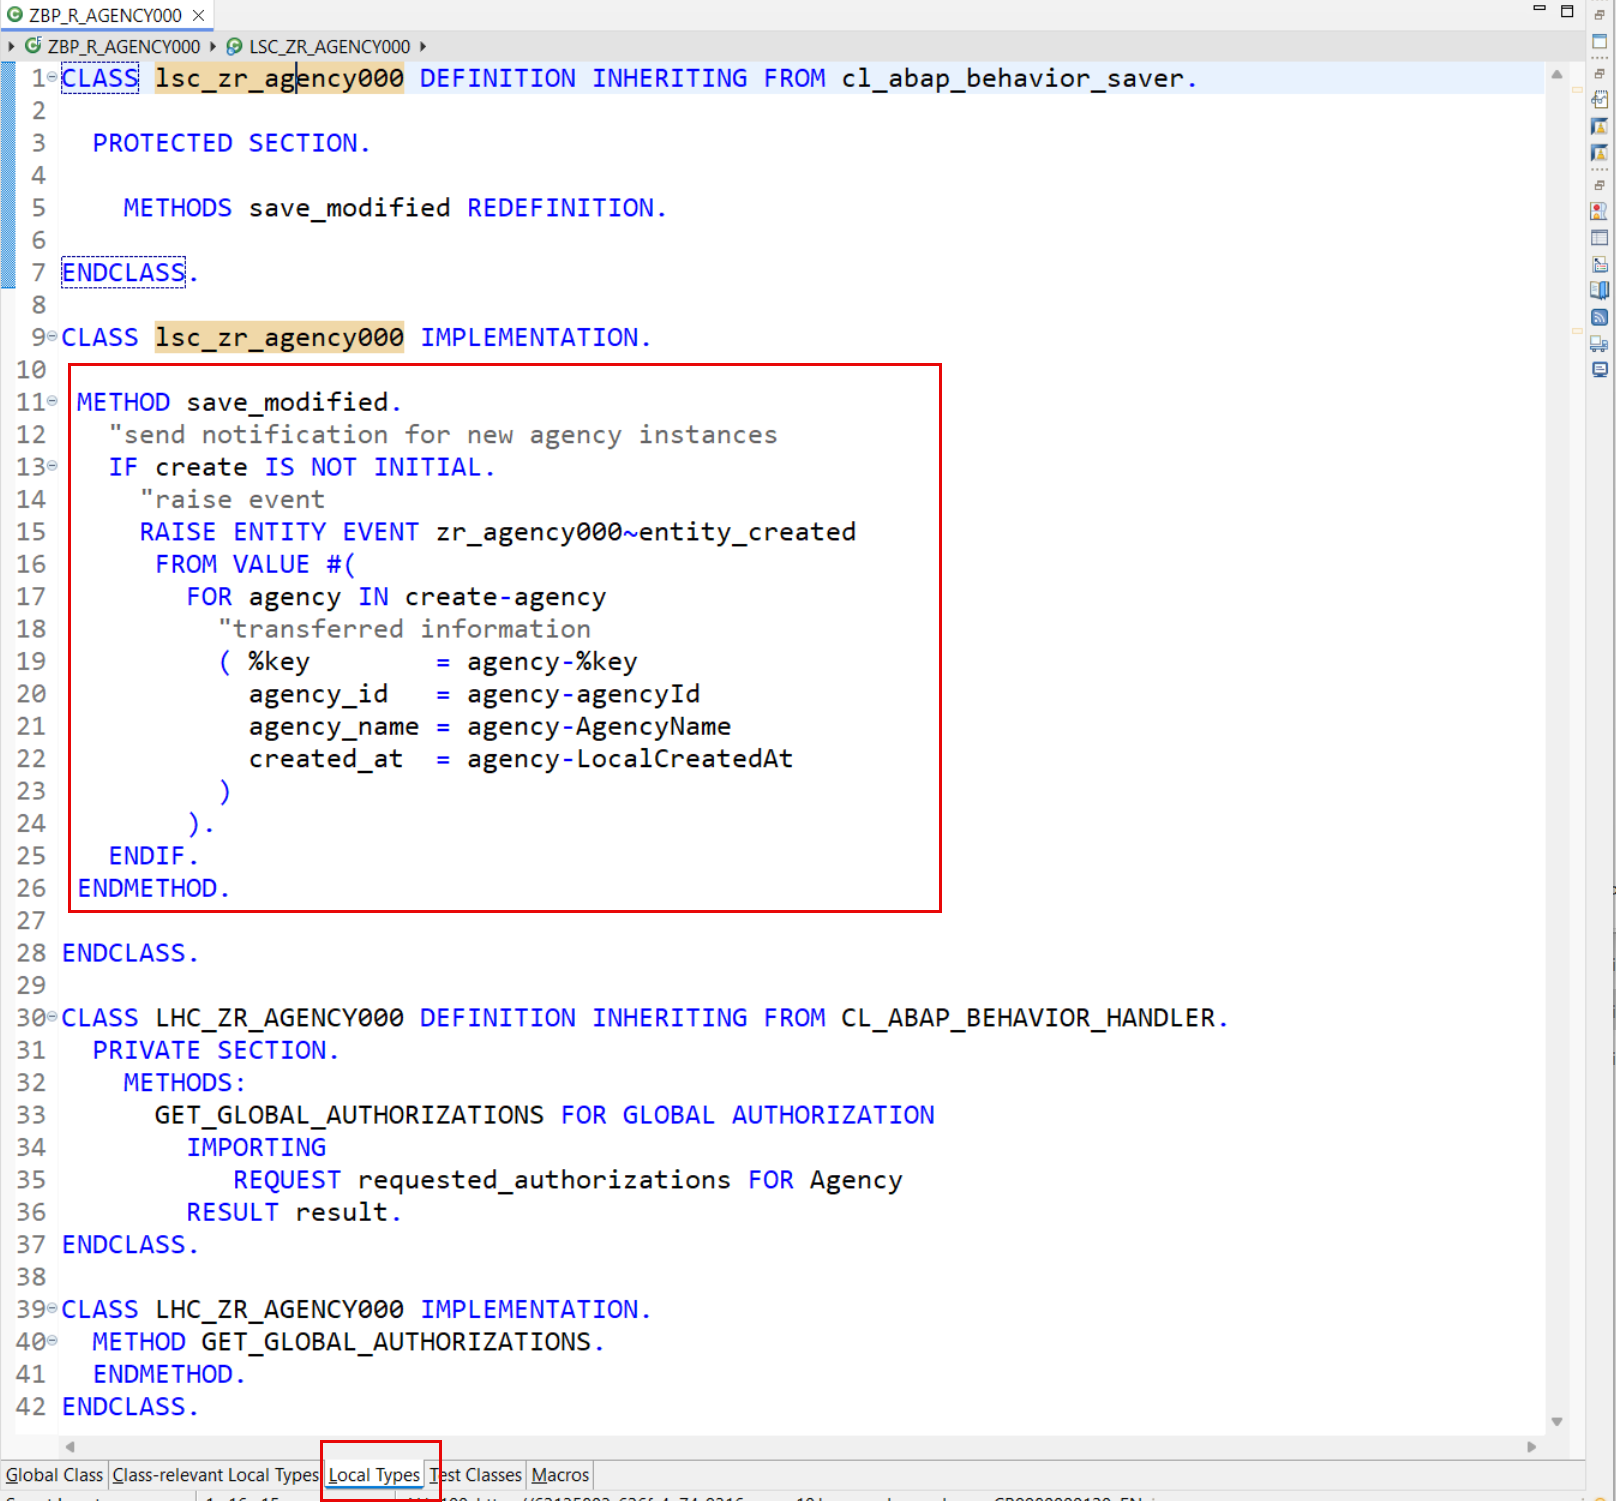 ZBP_R_AGENCY000
ZBP_R_AGENCY000 LSC_ZR_AGENCY000
1 CLASS lsc_zr_agency000 DEFINITION INHERITING FROM cl_abap_behavior_saver.
2
3 PROTECTED SECTION.
4
5 METHODS save_modified REDEFINITION.
6
7 ENDCLASS.
8
9 CLASS lsc_zr_agency000 IMPLEMENTATION.
10
11 METHOD save_modified.
12 "send notification for new agency instances
13 IF create IS NOT INITIAL.
14 "raise event
15 RAISE ENTITY EVENT zr_agency000~entity_created
16 FROM VALUE #(
17 FOR agency IN create-agency
18 "transferred information
19 ( %key = agency-%key
20 agency_id = agency-agencyId
21 agency_name = agency-AgencyName
22 created_at = agency-LocalCreatedAt
23 )
24 ).
25 ENDIF.
26 ENDMETHOD.
27
28 ENDCLASS.
29
30 CLASS LHC_ZR_AGENCY000 DEFINITION INHERITING FROM CL_ABAP_BEHAVIOR_HANDLER.
31 PRIVATE SECTION.
32 METHODS:
33 GET_GLOBAL_AUTHORIZATIONS FOR GLOBAL AUTHORIZATION
34 IMPORTING
35 REQUEST requested_authorizations FOR Agency
36 RESULT result.
37 ENDCLASS.
38
39 CLASS LHC_ZR_AGENCY000 IMPLEMENTATION.
40 METHOD GET_GLOBAL_AUTHORIZATIONS.
41 ENDMETHOD.
42 ENDCLASS.
Global Class Class-relevant Local Types Local Types Test Classes Macros